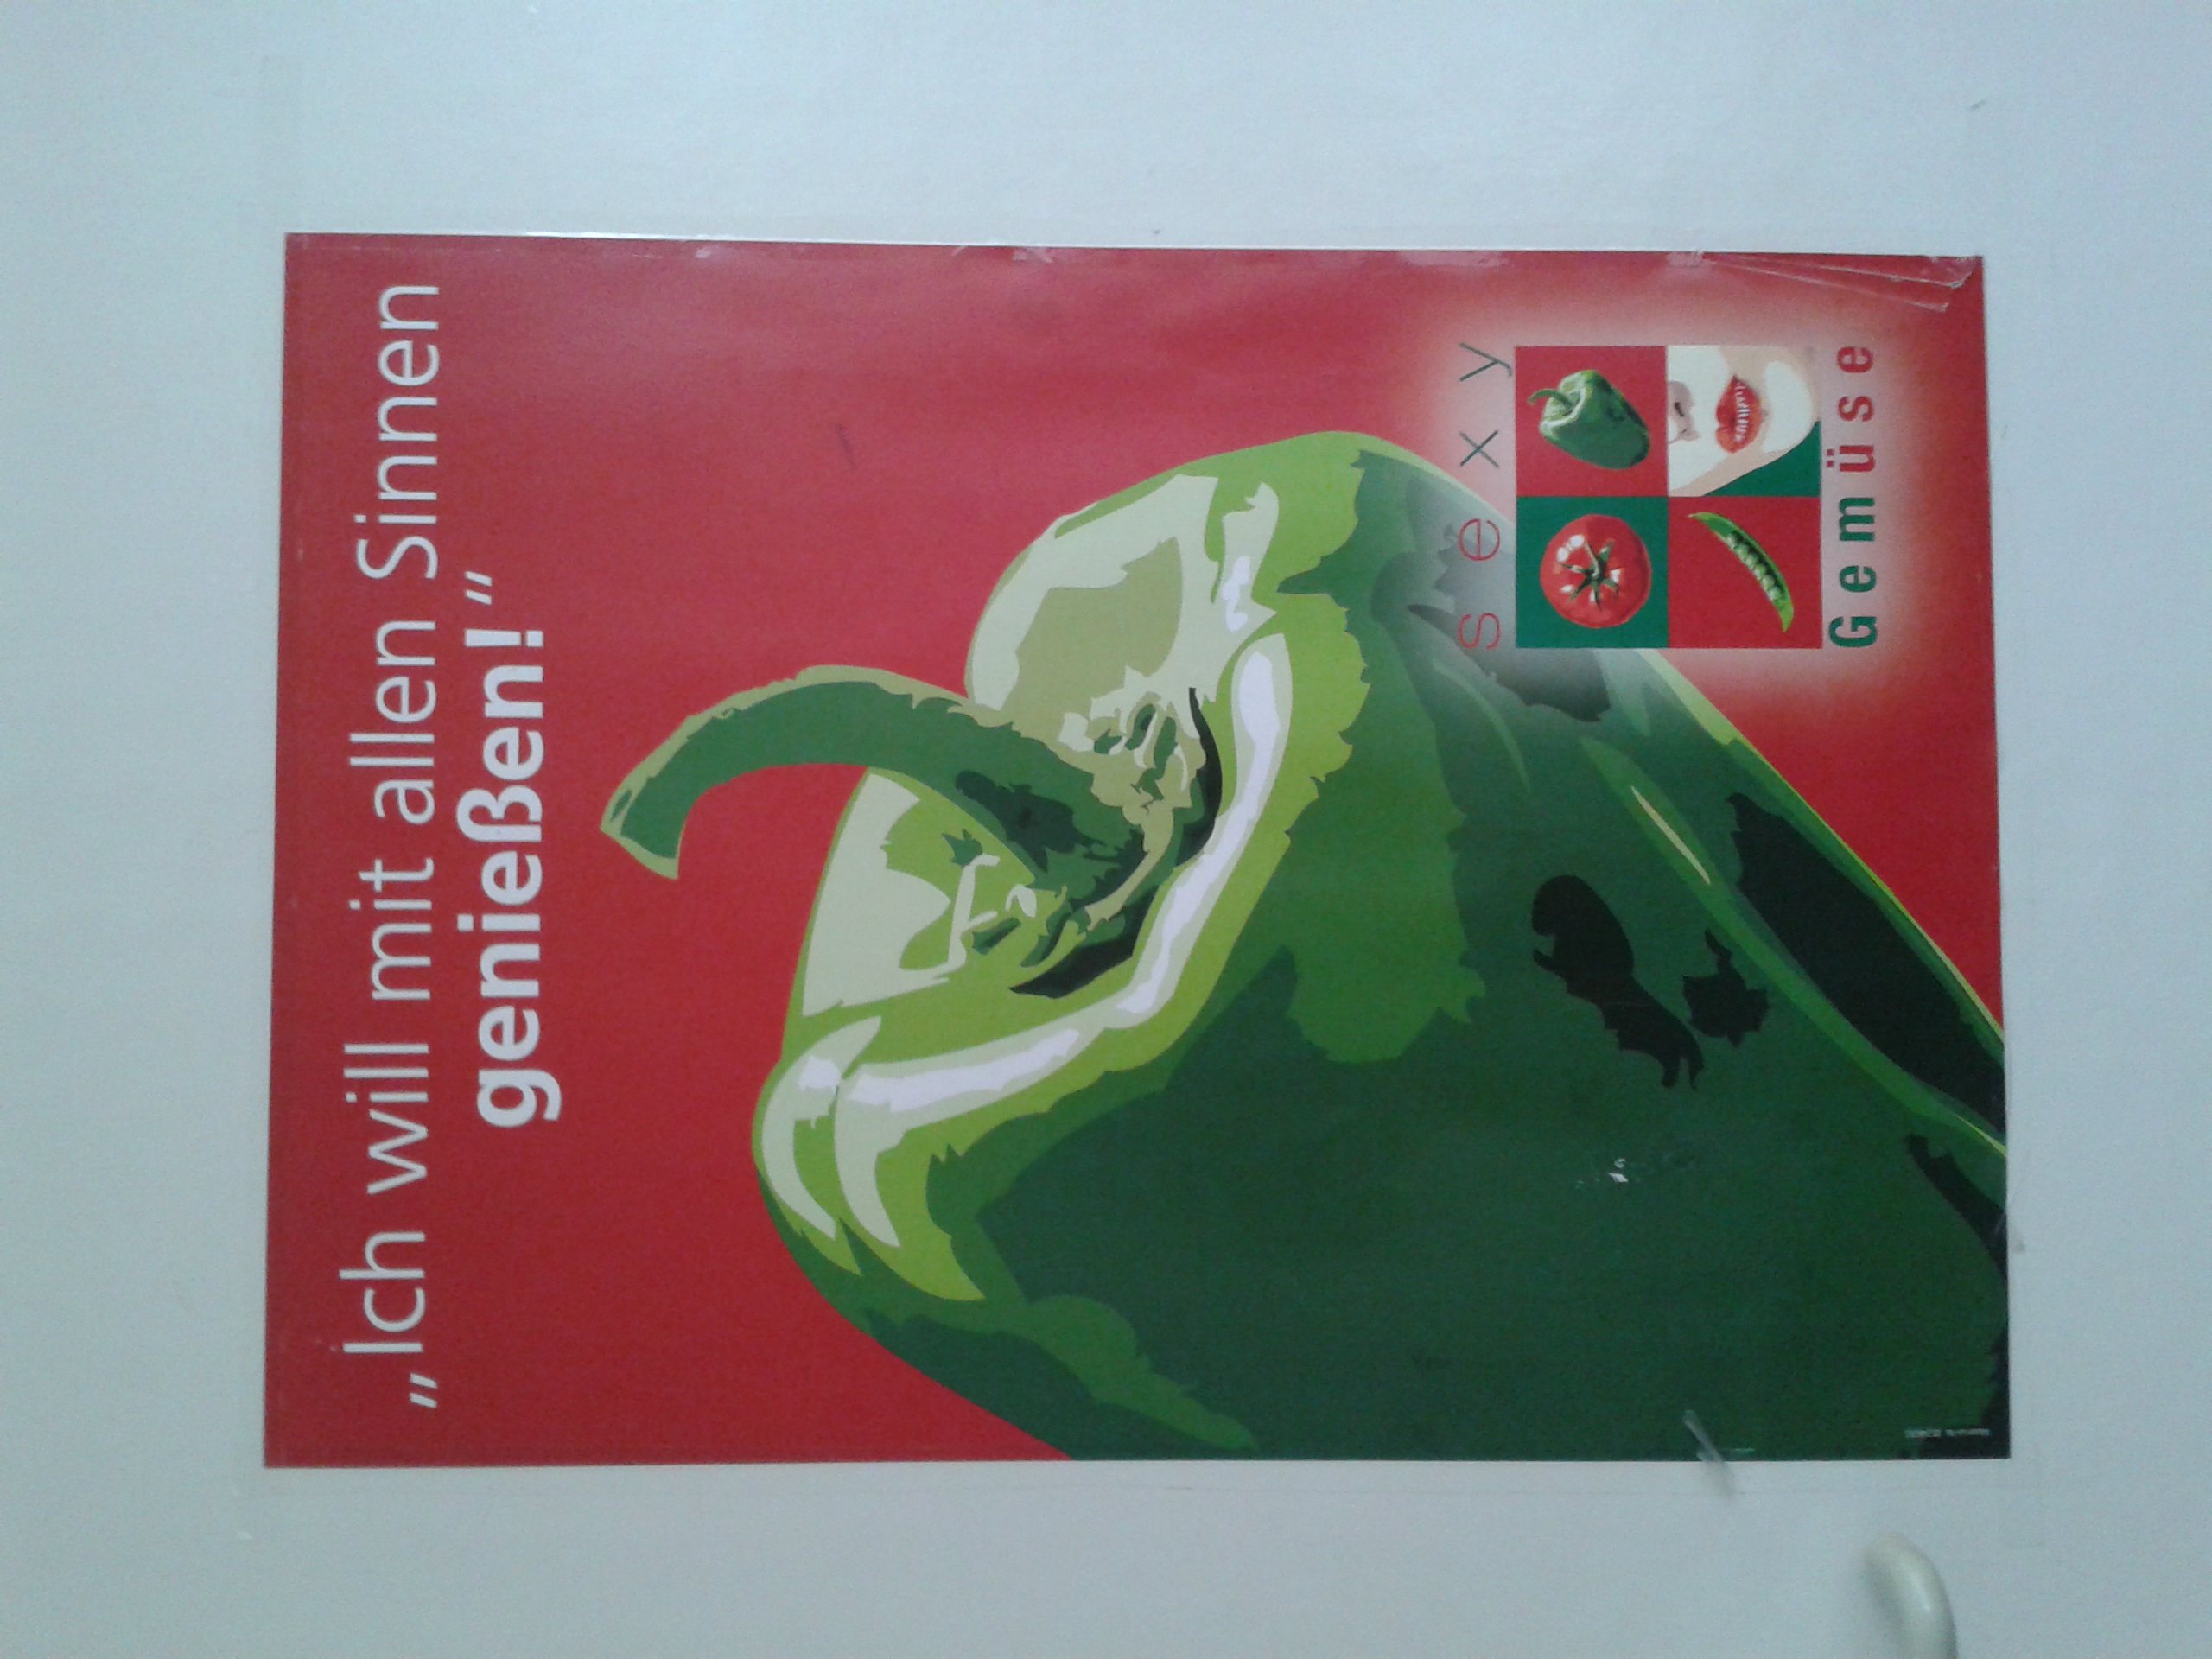 „Ich will mit allen Sinnen
genießen!“
sexy
Gemüse